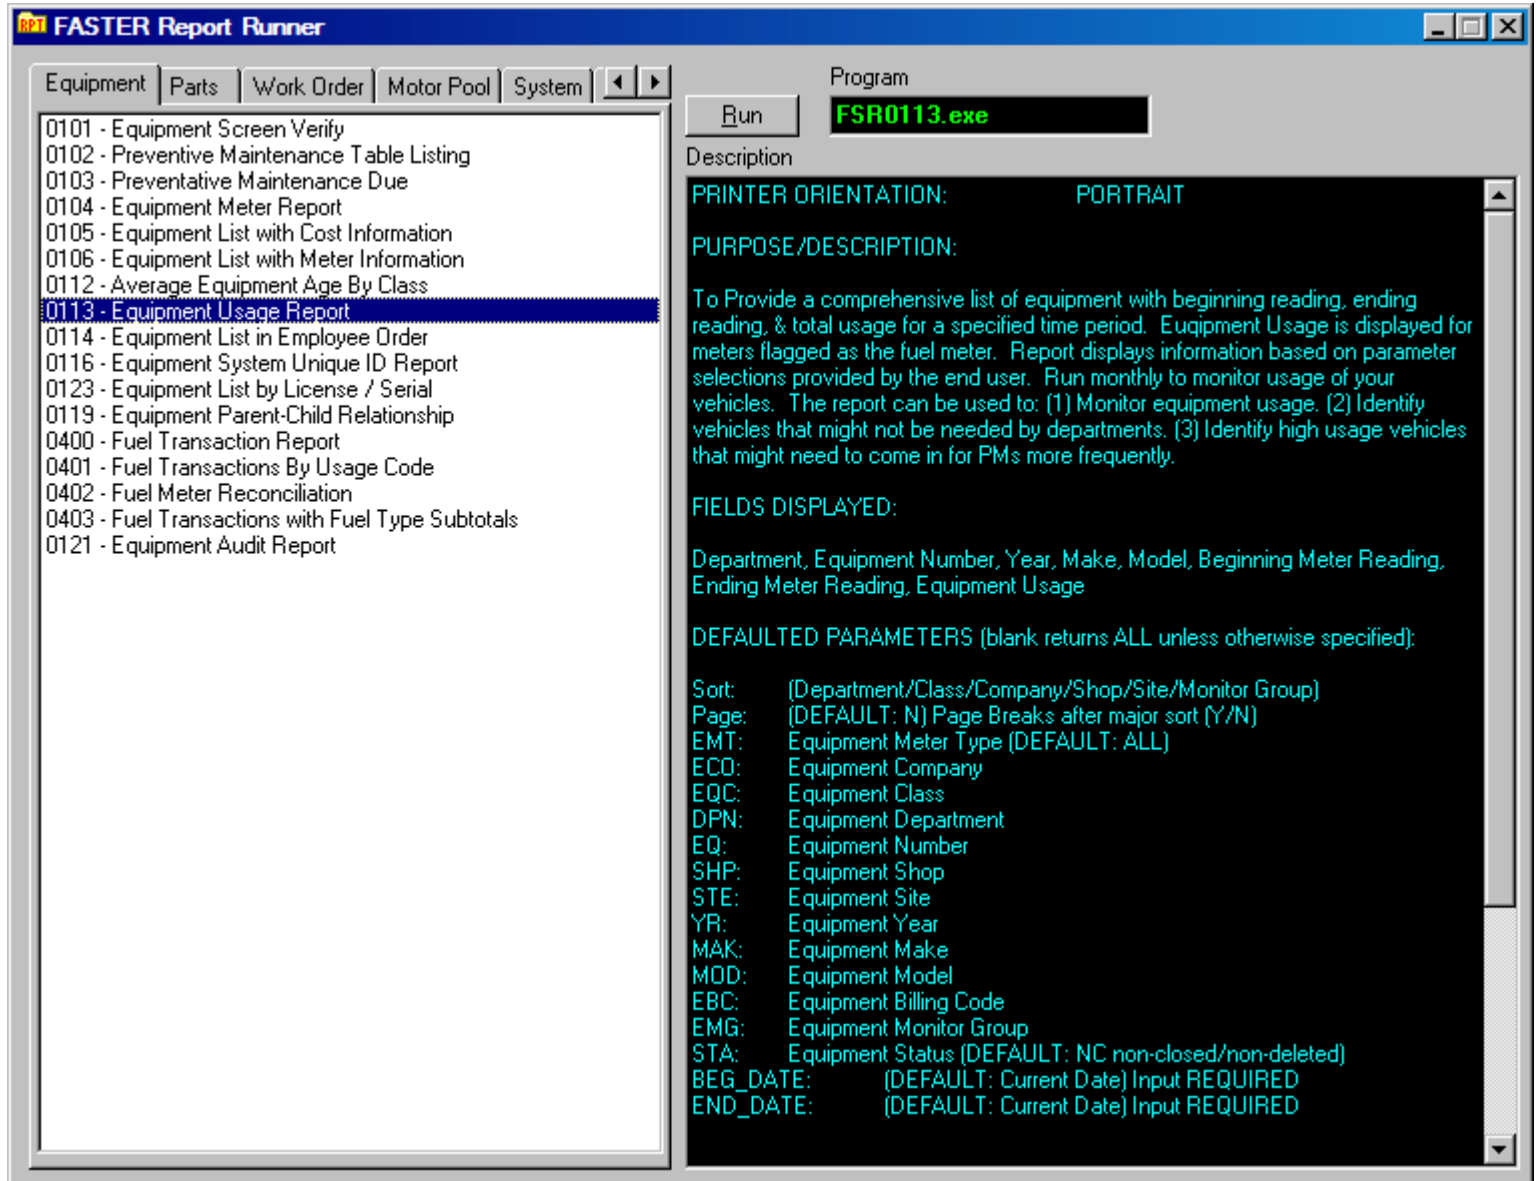 RPT FASTER Report Runner
Equipment Parts Work Order Motor Pool System
0101 - Equipment Screen Verify
0102 - Preventive Maintenance Table Listing
0103 - Preventative Maintenance Due
0104 - Equipment Meter Report
0105 - Equipment List with Cost Information
0106 - Equipment List with Meter Information
0112 - Average Equipment Age By Class
0113 - Equipment Usage Report
0114 - Equipment List in Employee Order
0116 - Equipment System Unique ID Report
0123 - Equipment List by License / Serial
0119 - Equipment Parent-Child Relationship
0400 - Fuel Transaction Report
0401 - Fuel Transactions By Usage Code
0402 - Fuel Meter Reconciliation
0403 - Fuel Transactions with Fuel Type Subtotals
0121 - Equipment Audit Report
Run
Program
FSR0113.exe
Description
PRINTER ORIENTATION: PORTRAIT
PURPOSE/DESCRIPTION:
To Provide a comprehensive list of equipment with beginning reading, ending
reading, & total usage for a specified time period. Euqipment Usage is displayed for
meters flagged as the fuel meter. Report displays information based on parameter
selections provided by the end user. Run monthly to monitor usage of your
vehicles. The report can be used to: (1) Monitor equipment usage. (2) Identify
vehicles that might not be needed by departments. (3) Identify high usage vehicles
that might need to come in for PMs more frequently.
FIELDS DISPLAYED:
Department, Equipment Number, Year, Make, Model, Beginning Meter Reading,
Ending Meter Reading, Equipment Usage
DEFAULTED PARAMETERS (blank returns ALL unless otherwise specified):
Sort: (Department/Class/Company/Shop/Site/Monitor Group)
Page: (DEFAULT: N) Page Breaks after major sort (Y/N)
EMT: Equipment Meter Type (DEFAULT: ALL)
ECO: Equipment Company
EQC: Equipment Class
DPN: Equipment Department
EQ: Equipment Number
SHP: Equipment Shop
STE: Equipment Site
YR: Equipment Year
MAK: Equipment Make
MOD: Equipment Model
EBC: Equipment Billing Code
EMG: Equipment Monitor Group
STA: Equipment Status (DEFAULT: NC non-closed/non-deleted)
BEG_DATE: (DEFAULT: Current Date) Input REQUIRED
END_DATE: (DEFAULT: Current Date) Input REQUIRED